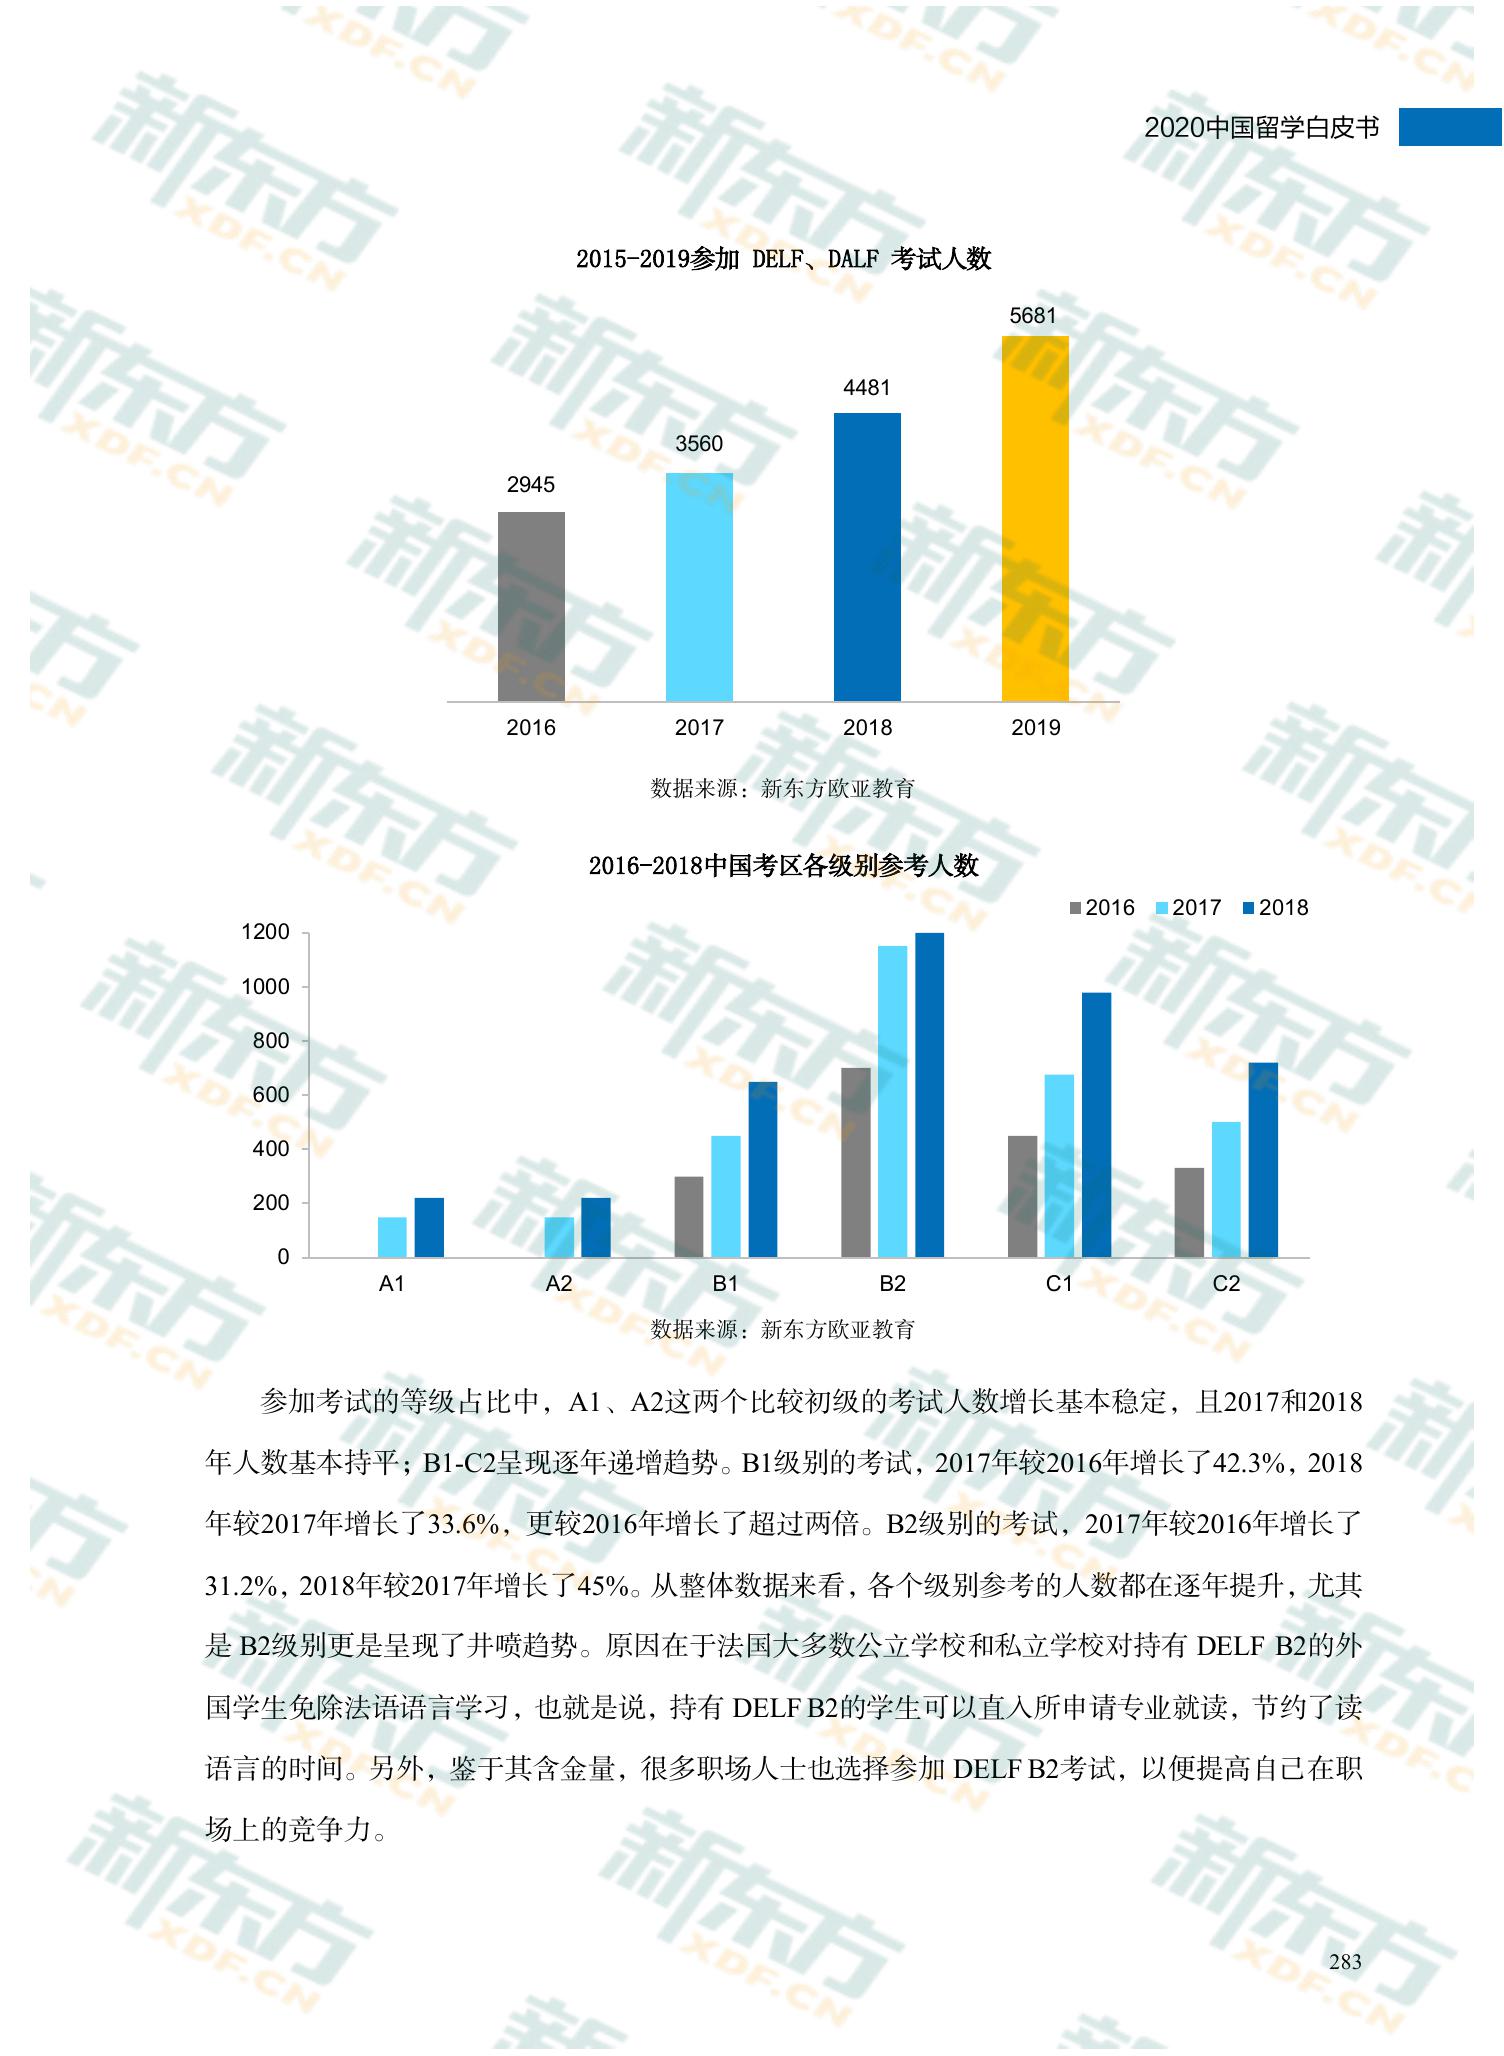 2020中国留学白皮书
2015-2019参加 DELF、DALF 考试人数
5681
4481
3560
2945
2016 2017 2018 2019
数据来源：新东方欧亚教育
2016-2018中国考区各级别参考人数
2016 2017 2018
1200
1000
800
600
400
200
0
A1 A2 B1 B2 C1 C2
数据来源：新东方欧亚教育
参加考试的等级占比中，A1、A2这两个比较初级的考试人数增长基本稳定，且2017和2018
年人数基本持平；B1-C2呈现逐年递增趋势。B1级别的考试，2017年较2016年增长了42.3%，2018
年较2017年增长了33.6%，更较2016年增长了超过两倍。B2级别的考试，2017年较2016年增长了
31.2%，2018年较2017年增长了45%。从整体数据来看，各个级别参考的人数都在逐年提升，尤其
是 B2级别更是呈现了井喷趋势。原因在于法国大多数公立学校和私立学校对持有 DELF B2的外
国学生免除法语语言学习，也就是说，持有 DELF B2的学生可以直入所申请专业就读，节约了读
语言的时间。另外，鉴于其含金量，很多职场人士也选择参加 DELF B2考试，以便提高自己在职
场上的竞争力。
283
新东方
XDF.CN